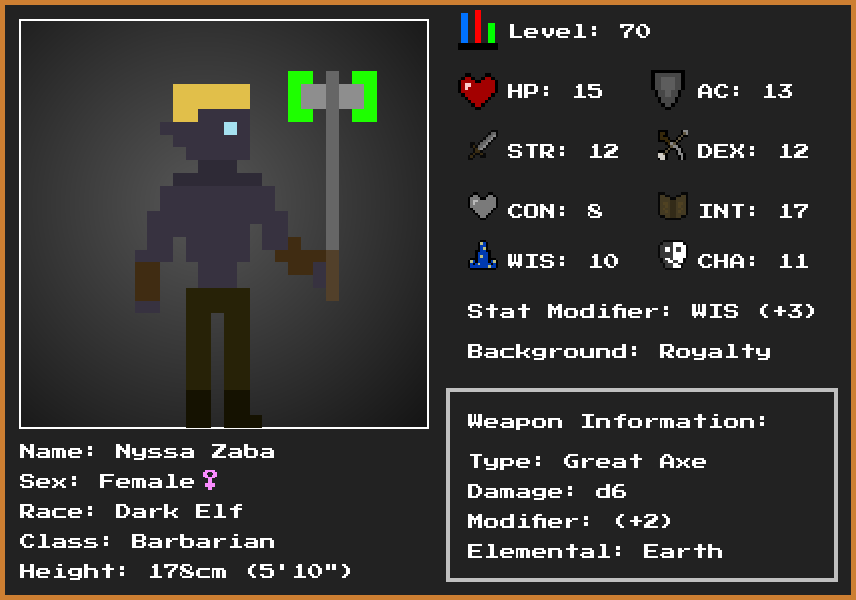 Level: 70
HP: 15 AC: 13
STR: 12 DEX: 12
CON: 8 INT: 17
WIS: 10 CHA: 11
Stat Modifier: WIS (+3)
Background: Royalty
Weapon Information:
Type: Great Axe
Damage: d6
Modifier: (+2)
Elemental: Earth
Name: Nyssa Zaba
Sex: Female♀
Race: Dark Elf
Class: Barbarian
Height: 178cm (5'10")